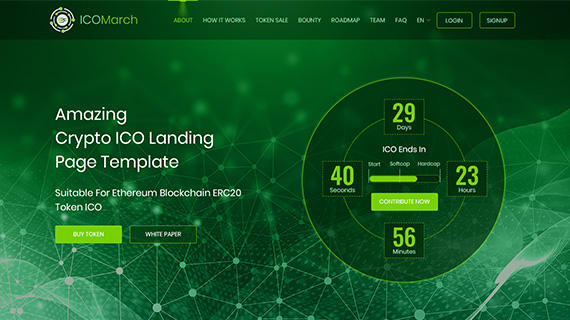 ICOMarch
ABOUT HOW IT WORKS TOKEN SALE BOUNTY ROADMAP TEAM FAQ EN LOGIN SIGNUP
Amazing
Crypto ICO Landing
Page Template
Suitable For Ethereum Blockchain ERC20
Token ICO
BUY TOKEN WHITE PAPER
29
Days
ICO Ends In
Start Softcap Hardcap
40
Seconds
23
Hours
CONTRIBUTE NOW
56
Minutes